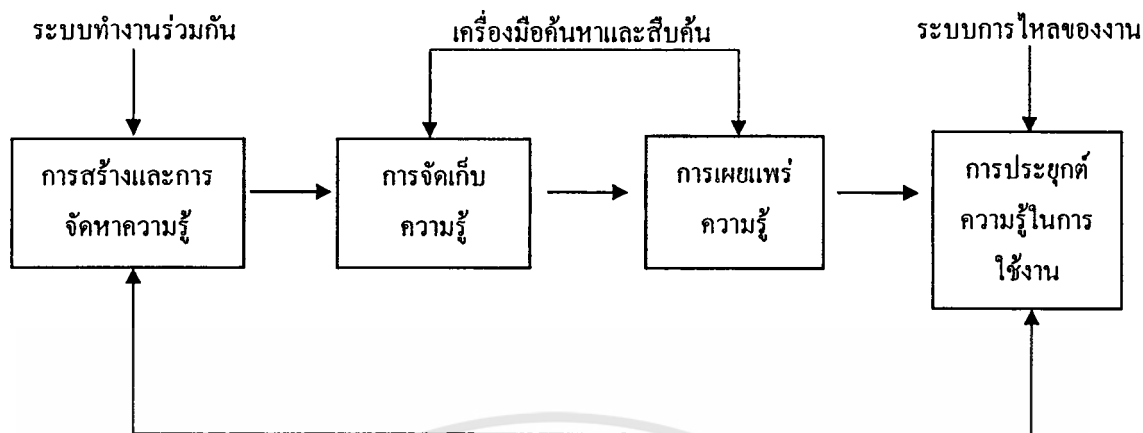 ระบบทำงานร่วมกัน
เครื่องมือค้นหาและสืบค้น
ระบบการไหลของงาน
การสร้างและการ
จัดหาความรู้
การจัดเก็บ
ความรู้
การเผยแพร่
ความรู้
การประยุกต์
ความรู้ในการ
ใช้งาน